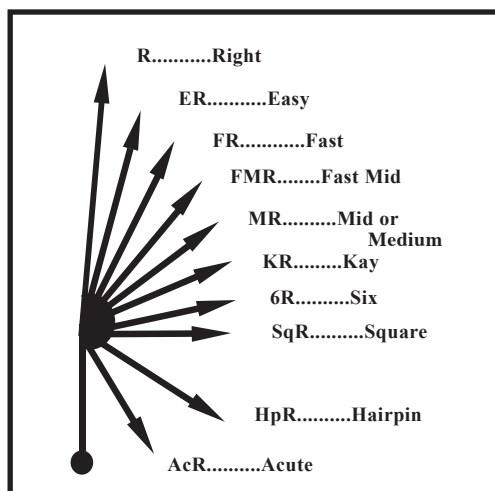 R...........Right
ER...........Easy
FR............Fast
FMR........Fast Mid
MR..........Mid or
Medium
KR.........Kay
6R..........Six
SqR..........Square
HpR..........Hairpin
AcR..........Acute